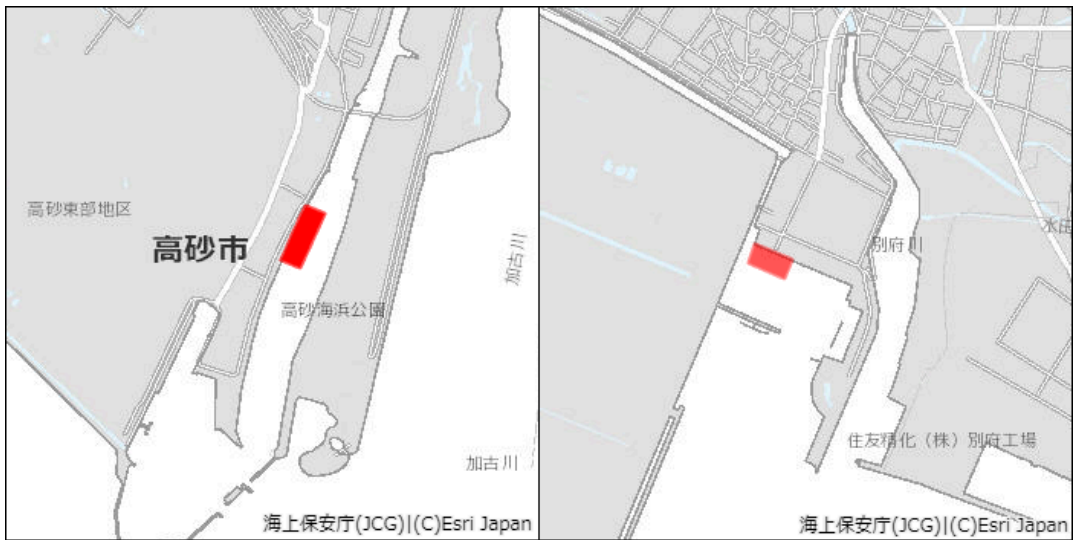 高砂東部地区
高砂市
加古川
高砂海浜公園
加古川
海上保安庁(JCG)|(C)Esri Japan
水田
別府川
住友精化（株）別府工場
海上保安庁(JCG)|(C)Esri Japan